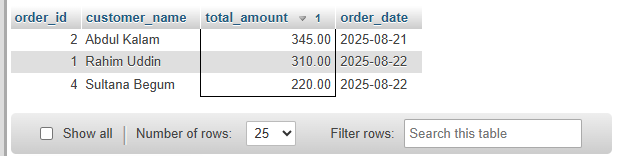 order_id customer_name total_amount 1 order_date
2 Abdul Kalam 345.00 2025-08-21
1 Rahim Uddin 310.00 2025-08-22
4 Sultana Begum 220.00 2025-08-22
Show all Number of rows: 25 Filter rows: Search this table